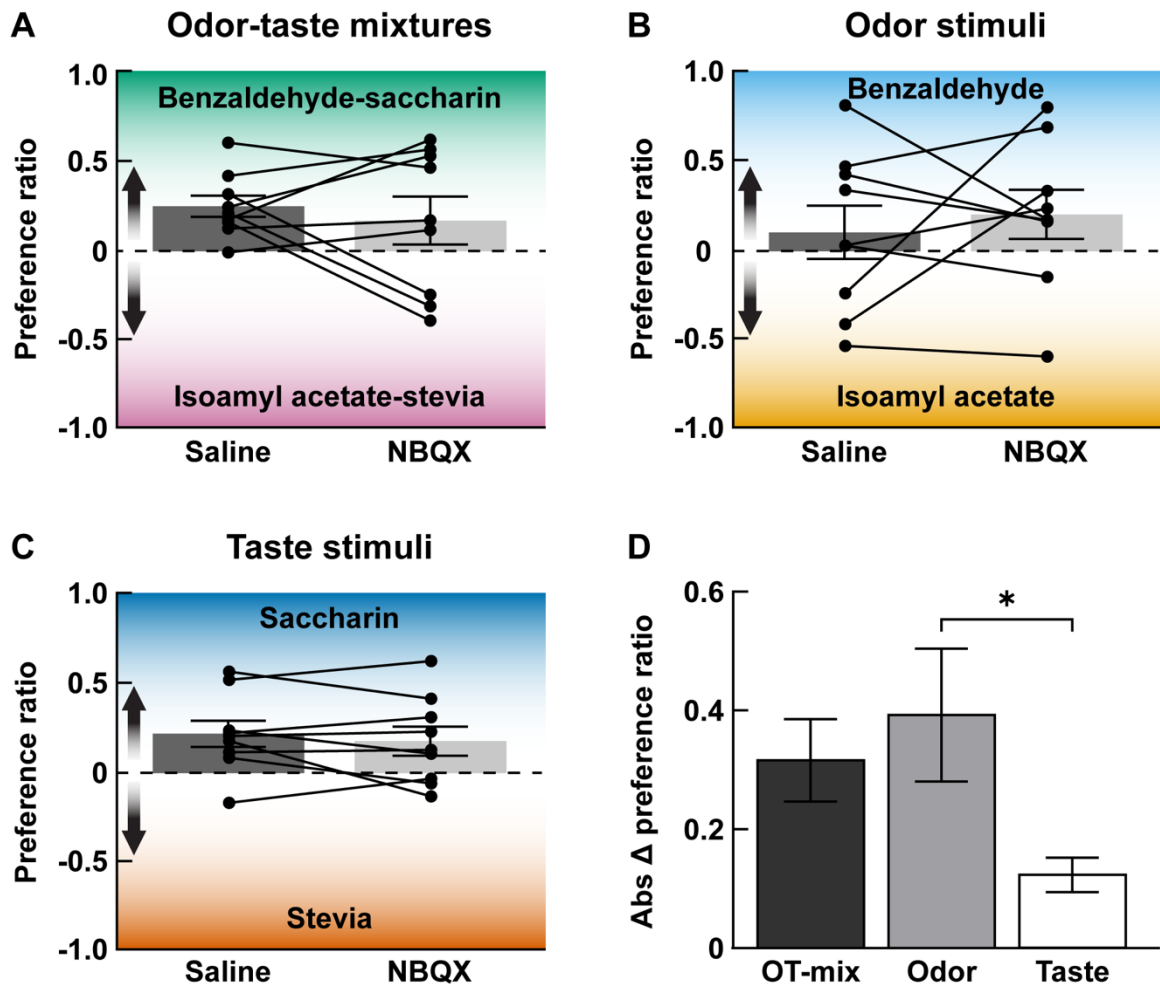 A
Odor-taste mixtures
Preference ratio
1.0
0.5
0
-0.5
-1.0
Benzaldehyde-saccharin
Isoamyl acetate-stevia
Saline
NBQX
B
Odor stimuli
Preference ratio
1.0
0.5
0
-0.5
-1.0
Benzaldehyde
Isoamyl acetate
Saline
NBQX
C
Taste stimuli
Preference ratio
1.0
0.5
0
-0.5
-1.0
Saccharin
Stevia
Saline
NBQX
D
Abs Δ preference ratio
0.6
0.4
0.2
0
*
OT-mix
Odor
Taste